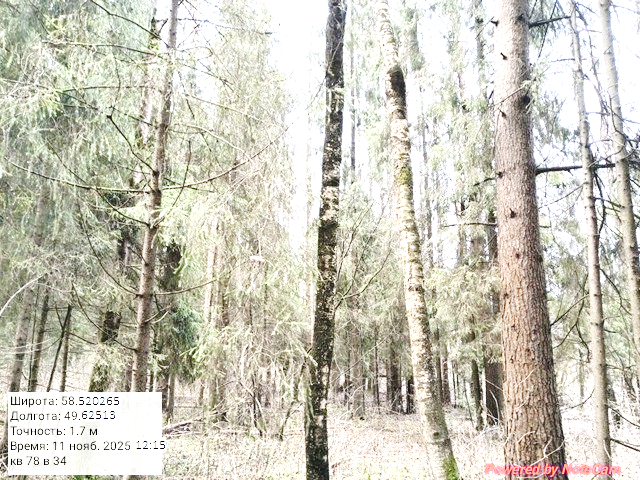 Широта: 58.520265
Долгота: 49.62513
Точность: 1.7 м
Время: 11 нояб. 2025 12:15
кв 78 в 34
Powered by NoteCam